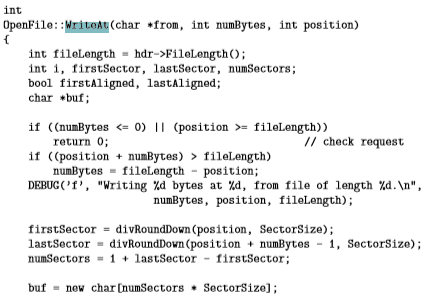 int
OpenFile::WriteAt(char *from, int numBytes, int position)
{
    int fileLength = hdr->FileLength();
    int i, firstSector, lastSector, numSectors;
    bool firstAligned, lastAligned;
    char *buf;

    if ((numBytes <= 0) || (position >= fileLength))
        return 0;                               // check request
    if ((position + numBytes) > fileLength)
        numBytes = fileLength - position;
    DEBUG('f', "Writing %d bytes at %d, from file of length %d.\n",
                        numBytes, position, fileLength);

    firstSector = divRoundDown(position, SectorSize);
    lastSector = divRoundDown(position + numBytes - 1, SectorSize);
    numSectors = 1 + lastSector - firstSector;

    buf = new char[numSectors * SectorSize];